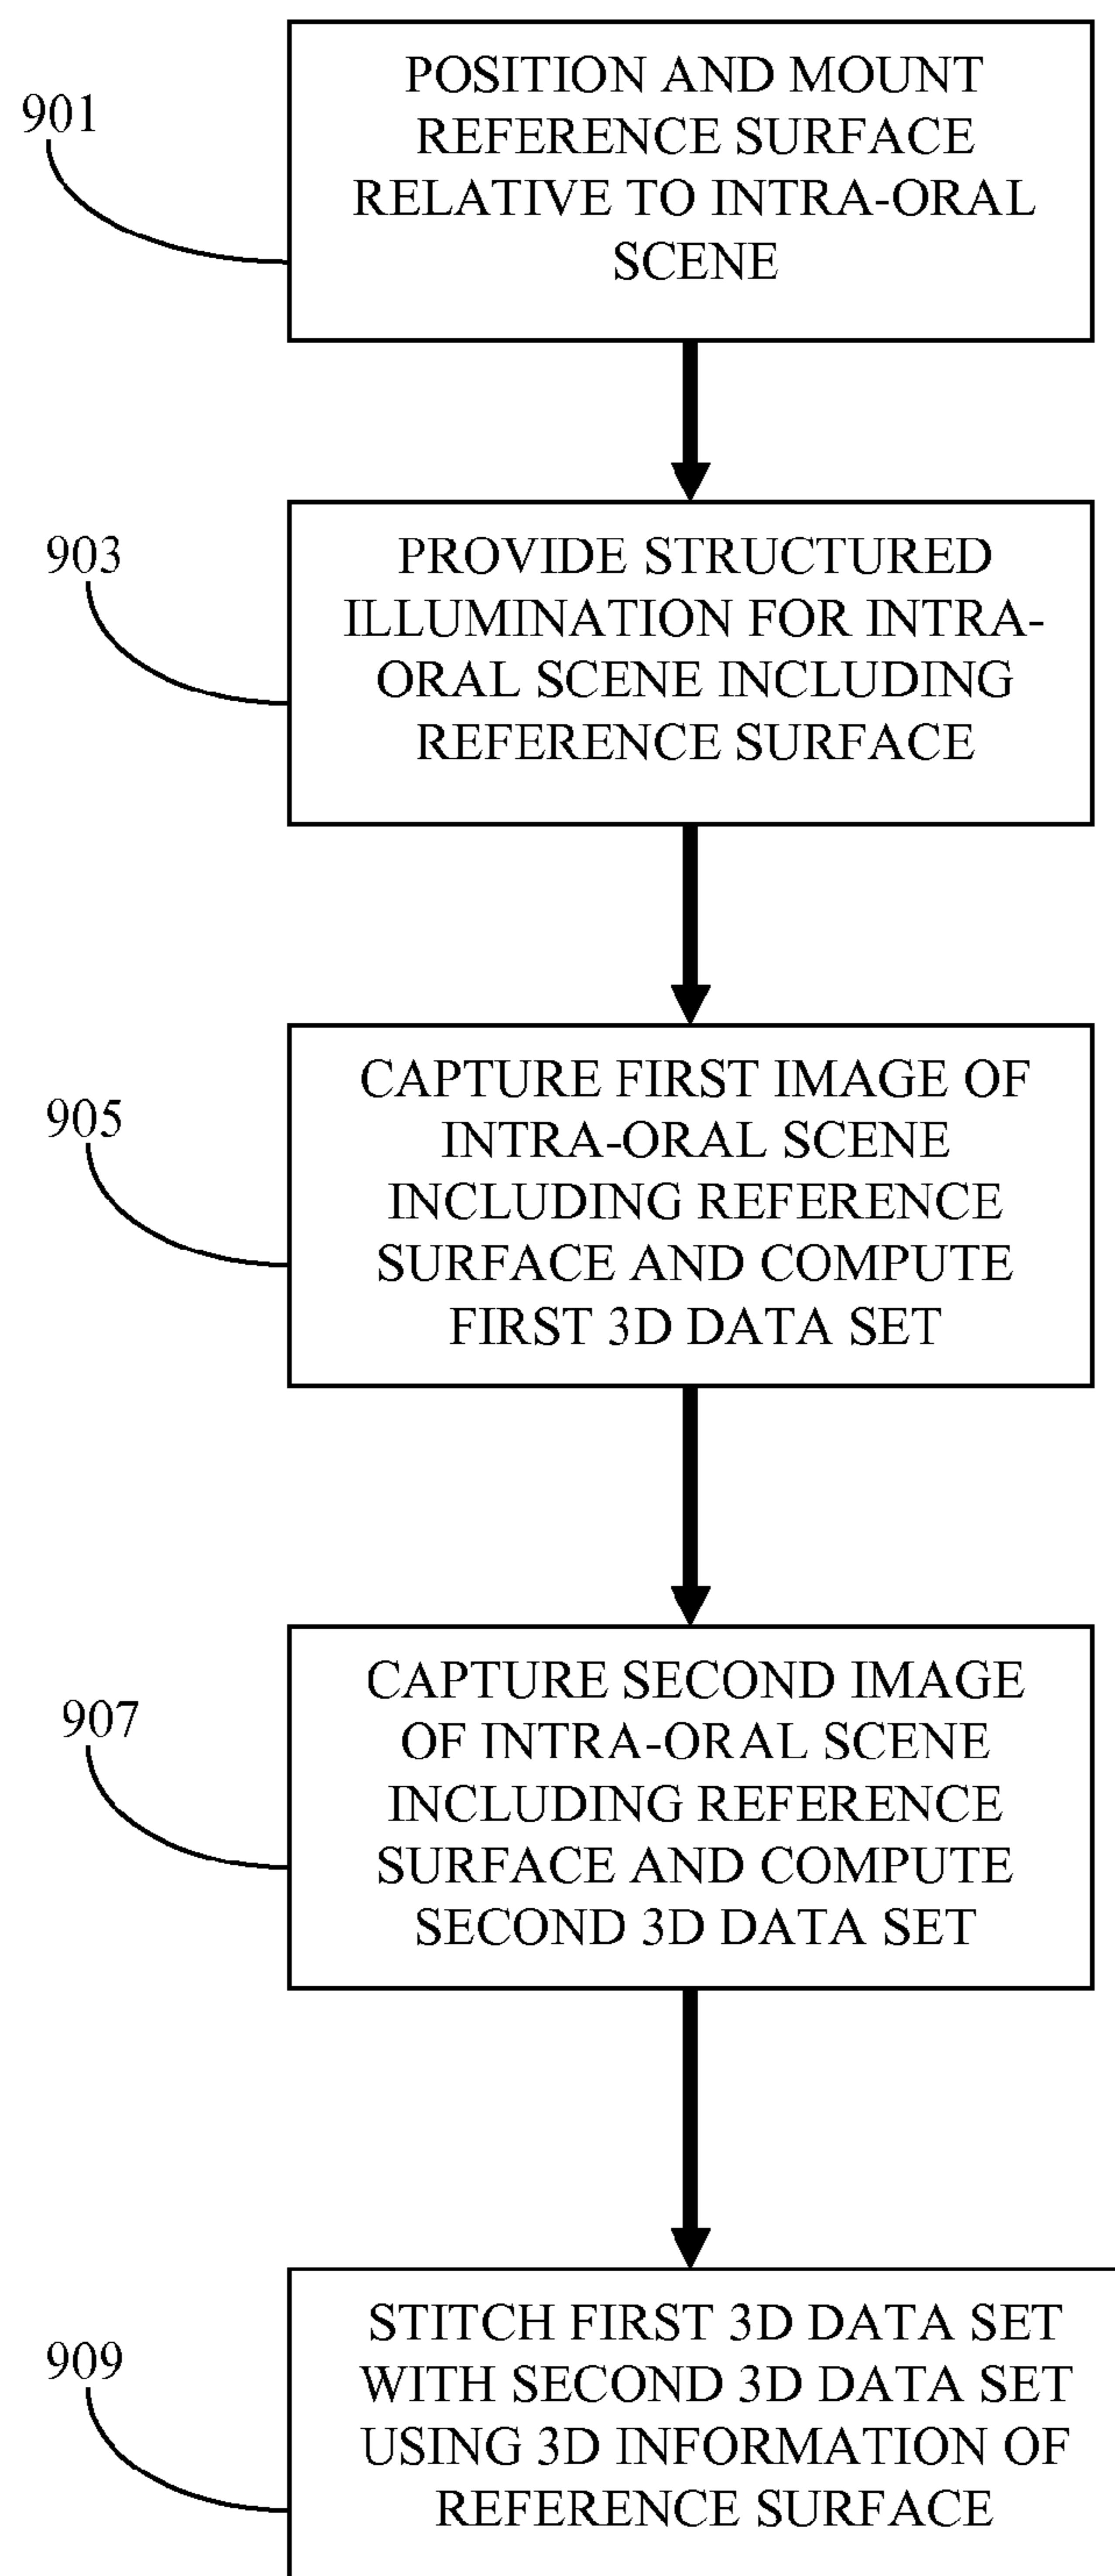 901
POSITION AND MOUNT
REFERENCE SURFACE
RELATIVE TO INTRA-ORAL
SCENE
903
PROVIDE STRUCTURED
ILLUMINATION FOR INTRA-
ORAL SCENE INCLUDING
REFERENCE SURFACE
905
CAPTURE FIRST IMAGE OF
INTRA-ORAL SCENE
INCLUDING REFERENCE
SURFACE AND COMPUTE
FIRST 3D DATA SET
907
CAPTURE SECOND IMAGE
OF INTRA-ORAL SCENE
INCLUDING REFERENCE
SURFACE AND COMPUTE
SECOND 3D DATA SET
909
STITCH FIRST 3D DATA SET
WITH SECOND 3D DATA SET
USING 3D INFORMATION OF
REFERENCE SURFACE